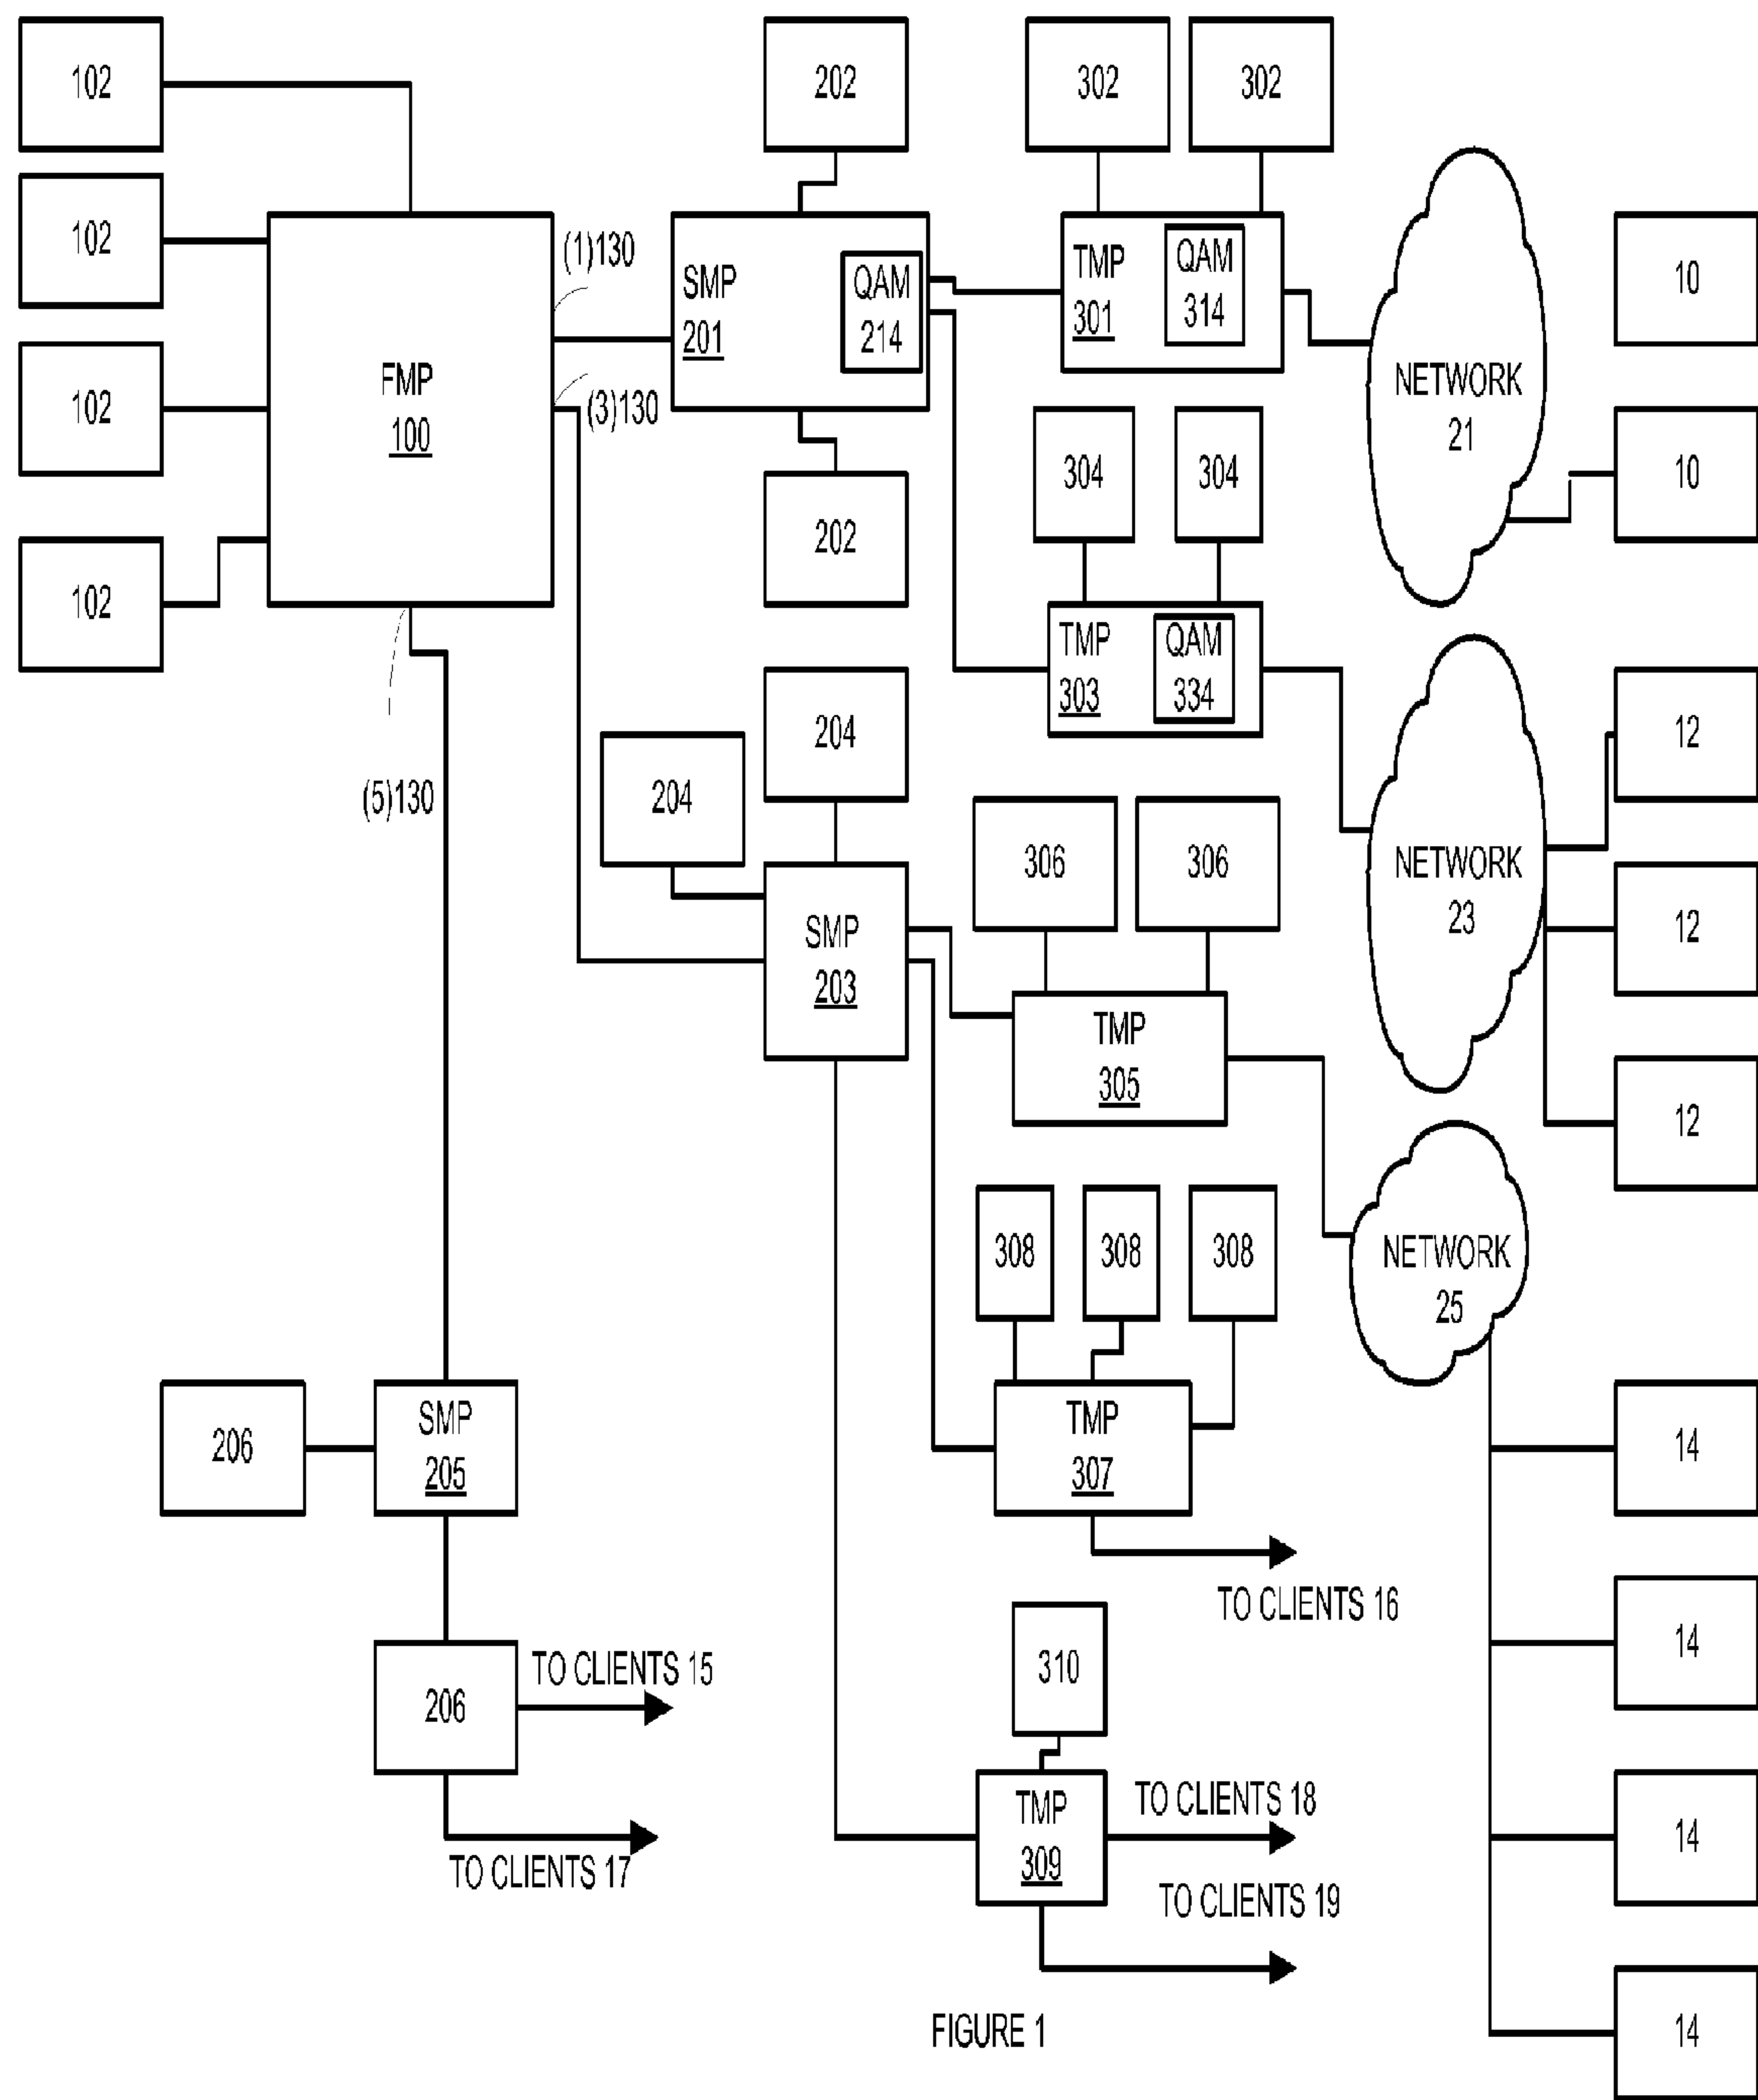 102
202
302
302
102
(1)130
SMP
201
QAM
214
TMP
301
QAM
314
10
102
FMP
100
(3)130
NETWORK
21
304
304
10
202
102
TMP
303
QAM
334
204
12
(5)130
204
306
306
NETWORK
23
SMP
203
12
TMP
305
12
308
308
308
NETWORK
25
206
SMP
205
TMP
307
14
TO CLIENTS 16
310
14
206
TO CLIENTS 15
TO CLIENTS 17
TMP
309
TO CLIENTS 18
14
TO CLIENTS 19
FIGURE 1
14